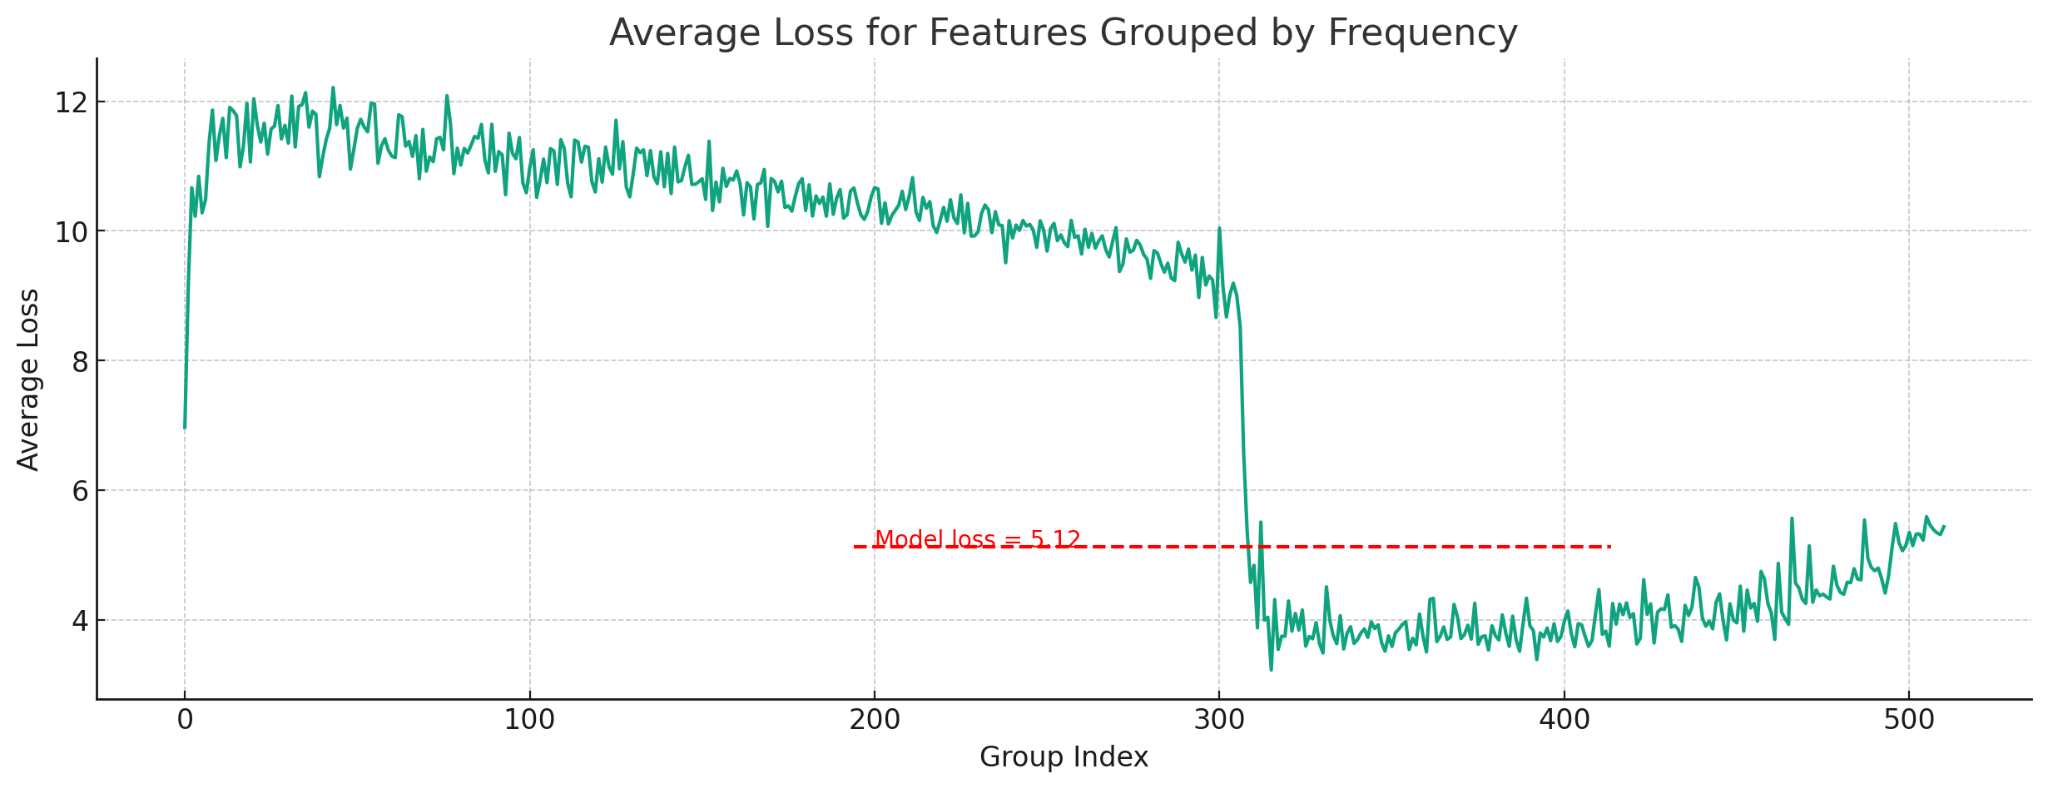 Average Loss for Features Grouped by Frequency
Average Loss
12
10
8
6
4
Model loss = 5.12
0 100 200 300 400 500
Group Index